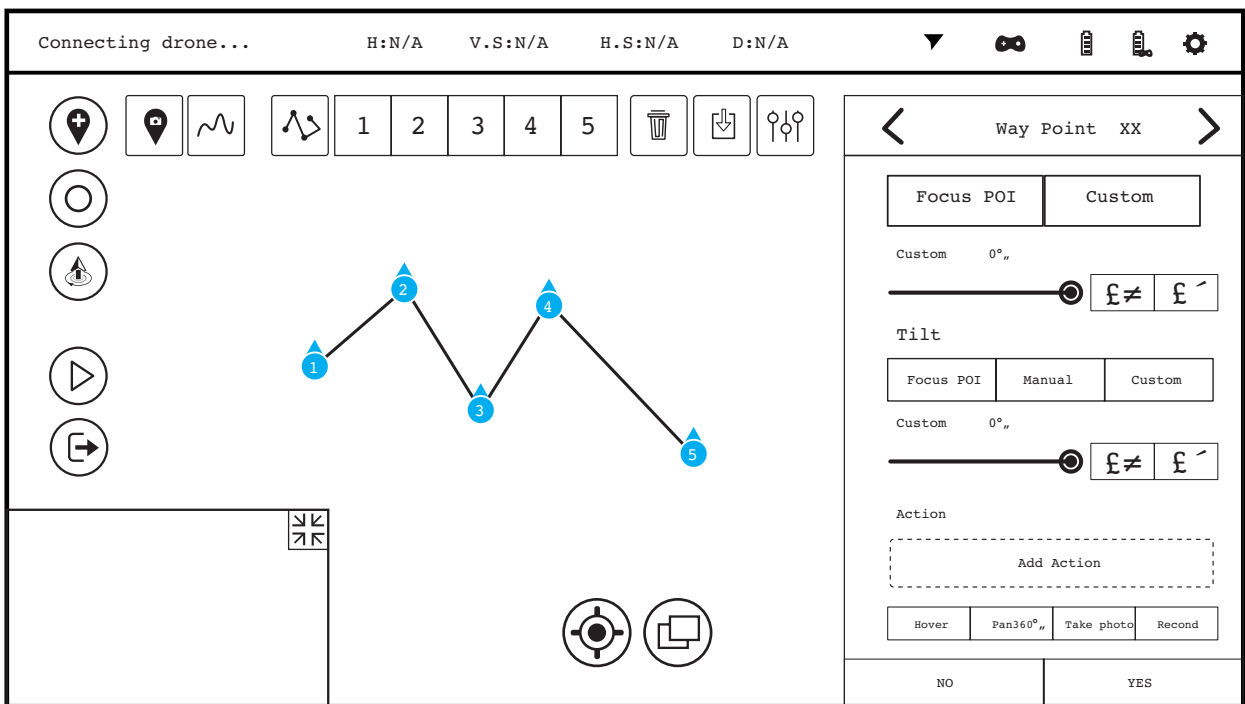 Connecting drone... H:N/A V.S:N/A H.S:N/A D:N/A
1 2 3 4 5
Way Point XX
Focus POI Custom
Custom 0°„
£≠ £´
Tilt
Focus POI Manual Custom
Custom 0°„
£≠ £´
Action
Add Action
Hover Pan360°„ Take photo Recond
NO YES
2
4
1
3
5